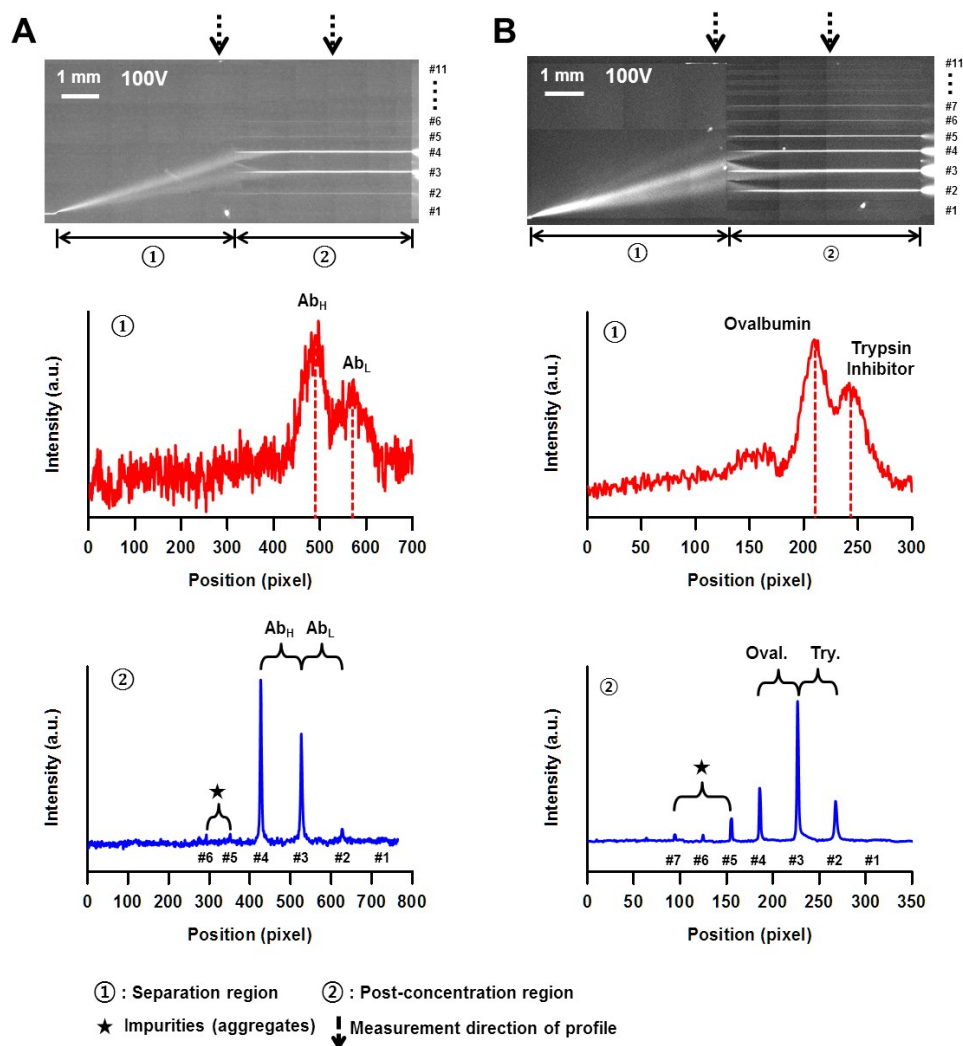 A
1 mm 100V
#11
#6
#5
#4
#3
#2
#1
① ②
B
1 mm 100V
#11
#7
#6
#5
#4
#3
#2
#1
① ②
①
AbH
AbL
Intensity (a.u.)
0 100 200 300 400 500 600 700
Position (pixel)
①
Ovalbumin
Trypsin
Inhibitor
Intensity (a.u.)
0 50 100 150 200 250 300
Position (pixel)
②
AbH AbL
★
Intensity (a.u.)
#6 #5 #4 #3 #2 #1
0 100 200 300 400 500 600 700 800
Position (pixel)
②
Oval. Try.
★
Intensity (a.u.)
#7 #6 #5 #4 #3 #2 #1
0 50 100 150 200 250 300 350
Position (pixel)
① : Separation region ② : Post-concentration region
★ Impurities (aggregates) Measurement direction of profile